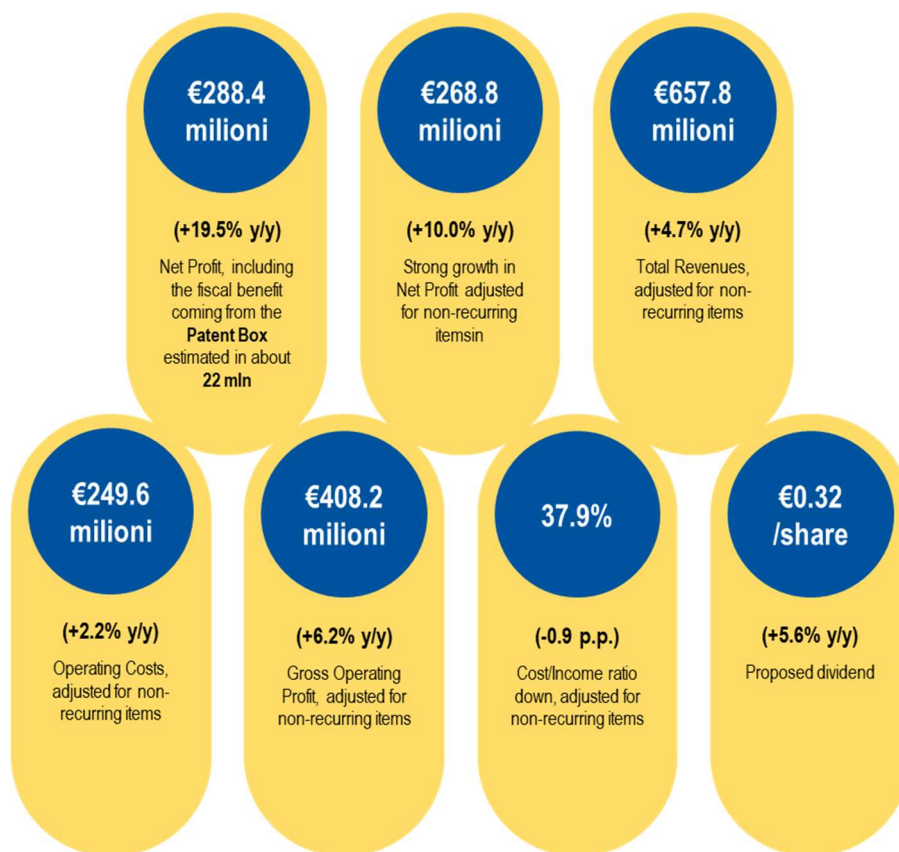 €288.4
milioni
(+19.5% y/y)
Net Profit, including
the fiscal benefit
coming from the
Patent Box
estimated in about
22 mln
€268.8
milioni
(+10.0% y/y)
Strong growth in
Net Profit adjusted
for non-recurring
itemsin
€657.8
milioni
(+4.7% y/y)
Total Revenues,
adjusted for non-
recurring items
€249.6
milioni
(+2.2% y/y)
Operating Costs,
adjusted for non-
recurring items
€408.2
milioni
(+6.2% y/y)
Gross Operating
Profit, adjusted for
non-recurring items
37.9%
(-0.9 p.p.)
Cost/Income ratio
down, adjusted for
non-recurring items
€0.32
/share
(+5.6% y/y)
Proposed dividend